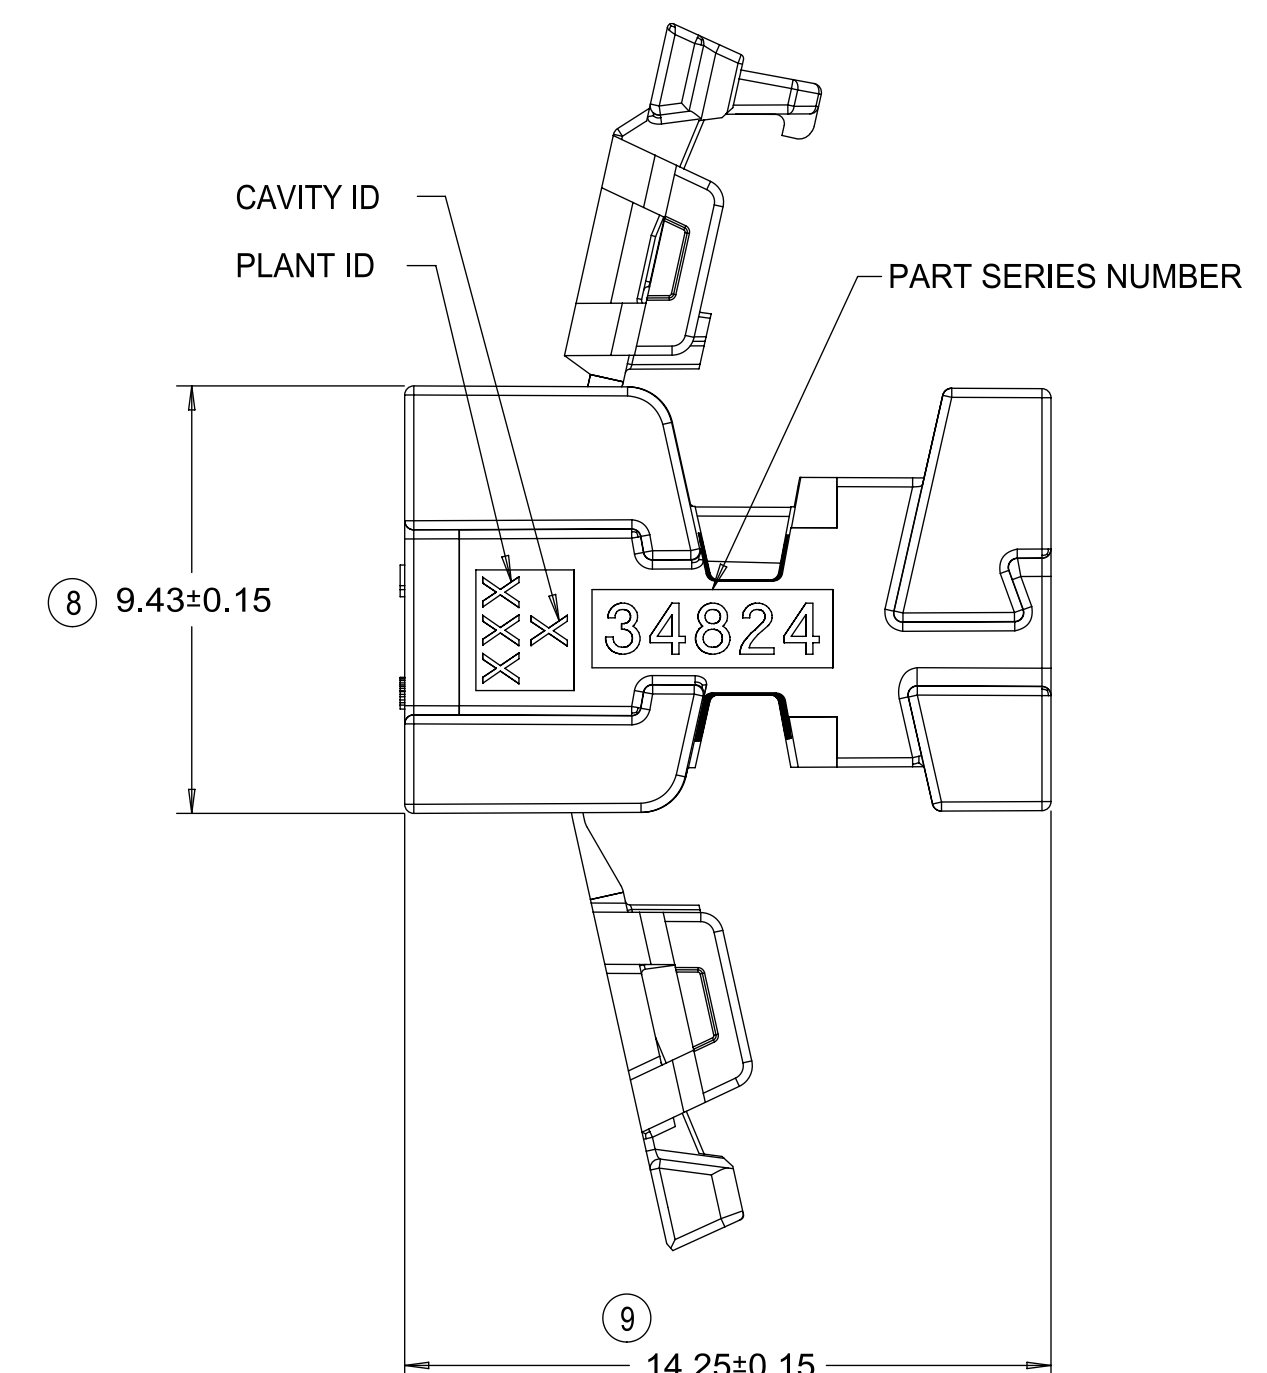 CAVITY ID
PLANT ID
PART SERIES NUMBER
8 9.43±0.15
XXX
X
34824
9
14.25±0.15